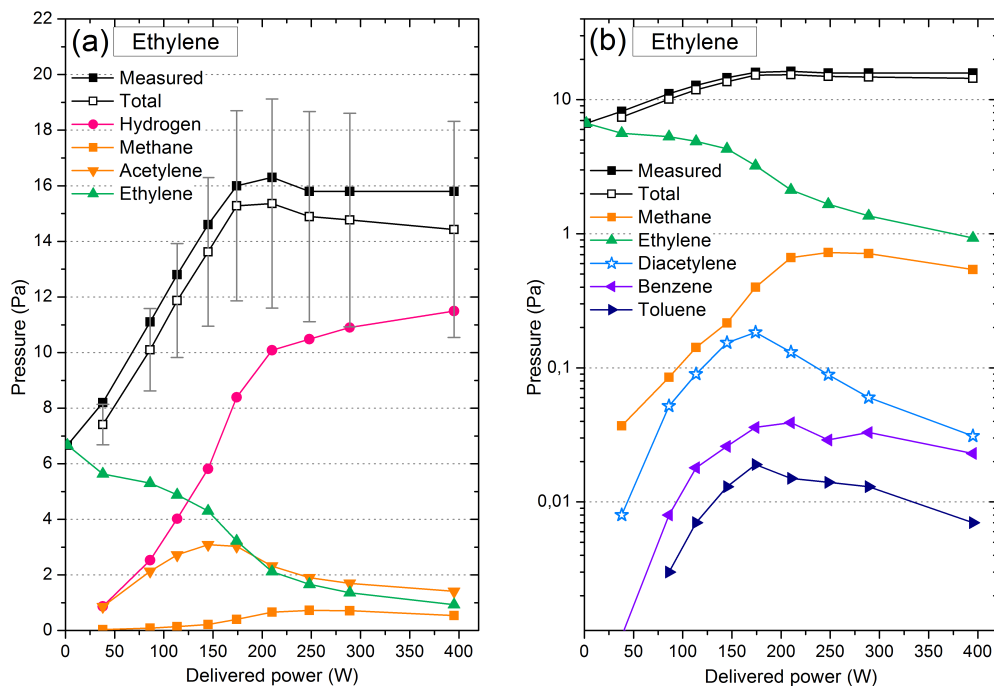 (a) Ethylene
Measured
Total
Hydrogen
Methane
Acetylene
Ethylene
22
20
18
16
14
12
10
8
6
4
2
0
Pressure (Pa)
0 50 100 150 200 250 300 350 400
Delivered power (W)
(b) Ethylene
Measured
Total
Methane
Ethylene
Diacetylene
Benzene
Toluene
10
1
0,1
0,01
Pressure (Pa)
0 50 100 150 200 250 300 350 400
Delivered power (W)